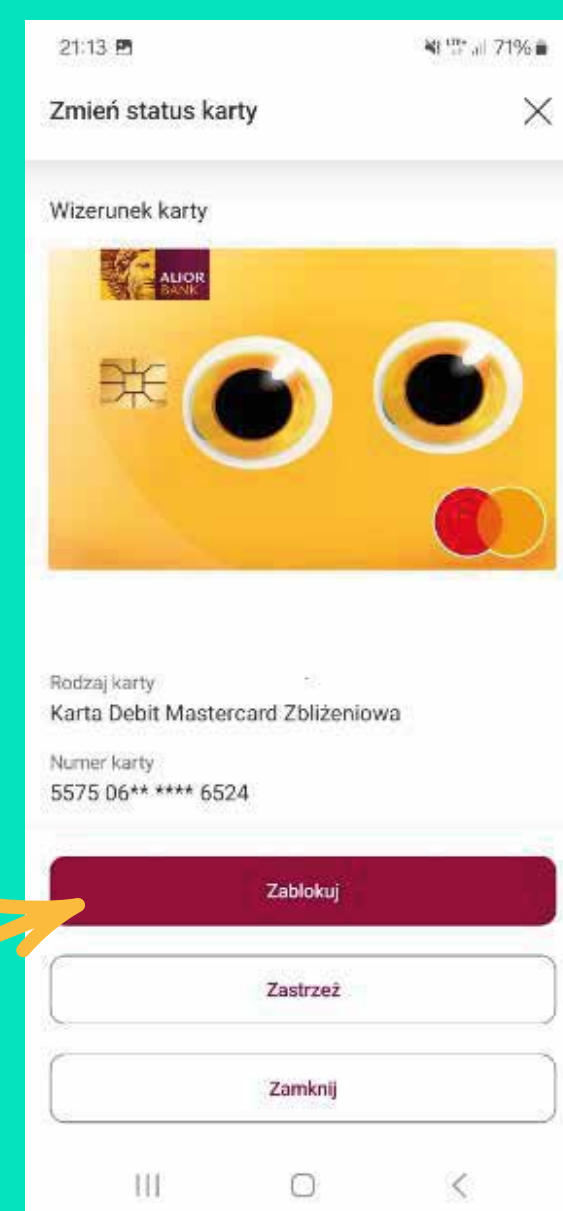 21:13
71%
Zmień status karty
Wizerunek karty
ALIOR
BANK
Rodzaj karty
Karta Debit Mastercard Zbliżeniowa
Numer karty
5575 06** **** 6524
Zablokuj
Zastrzeż
Zamknij